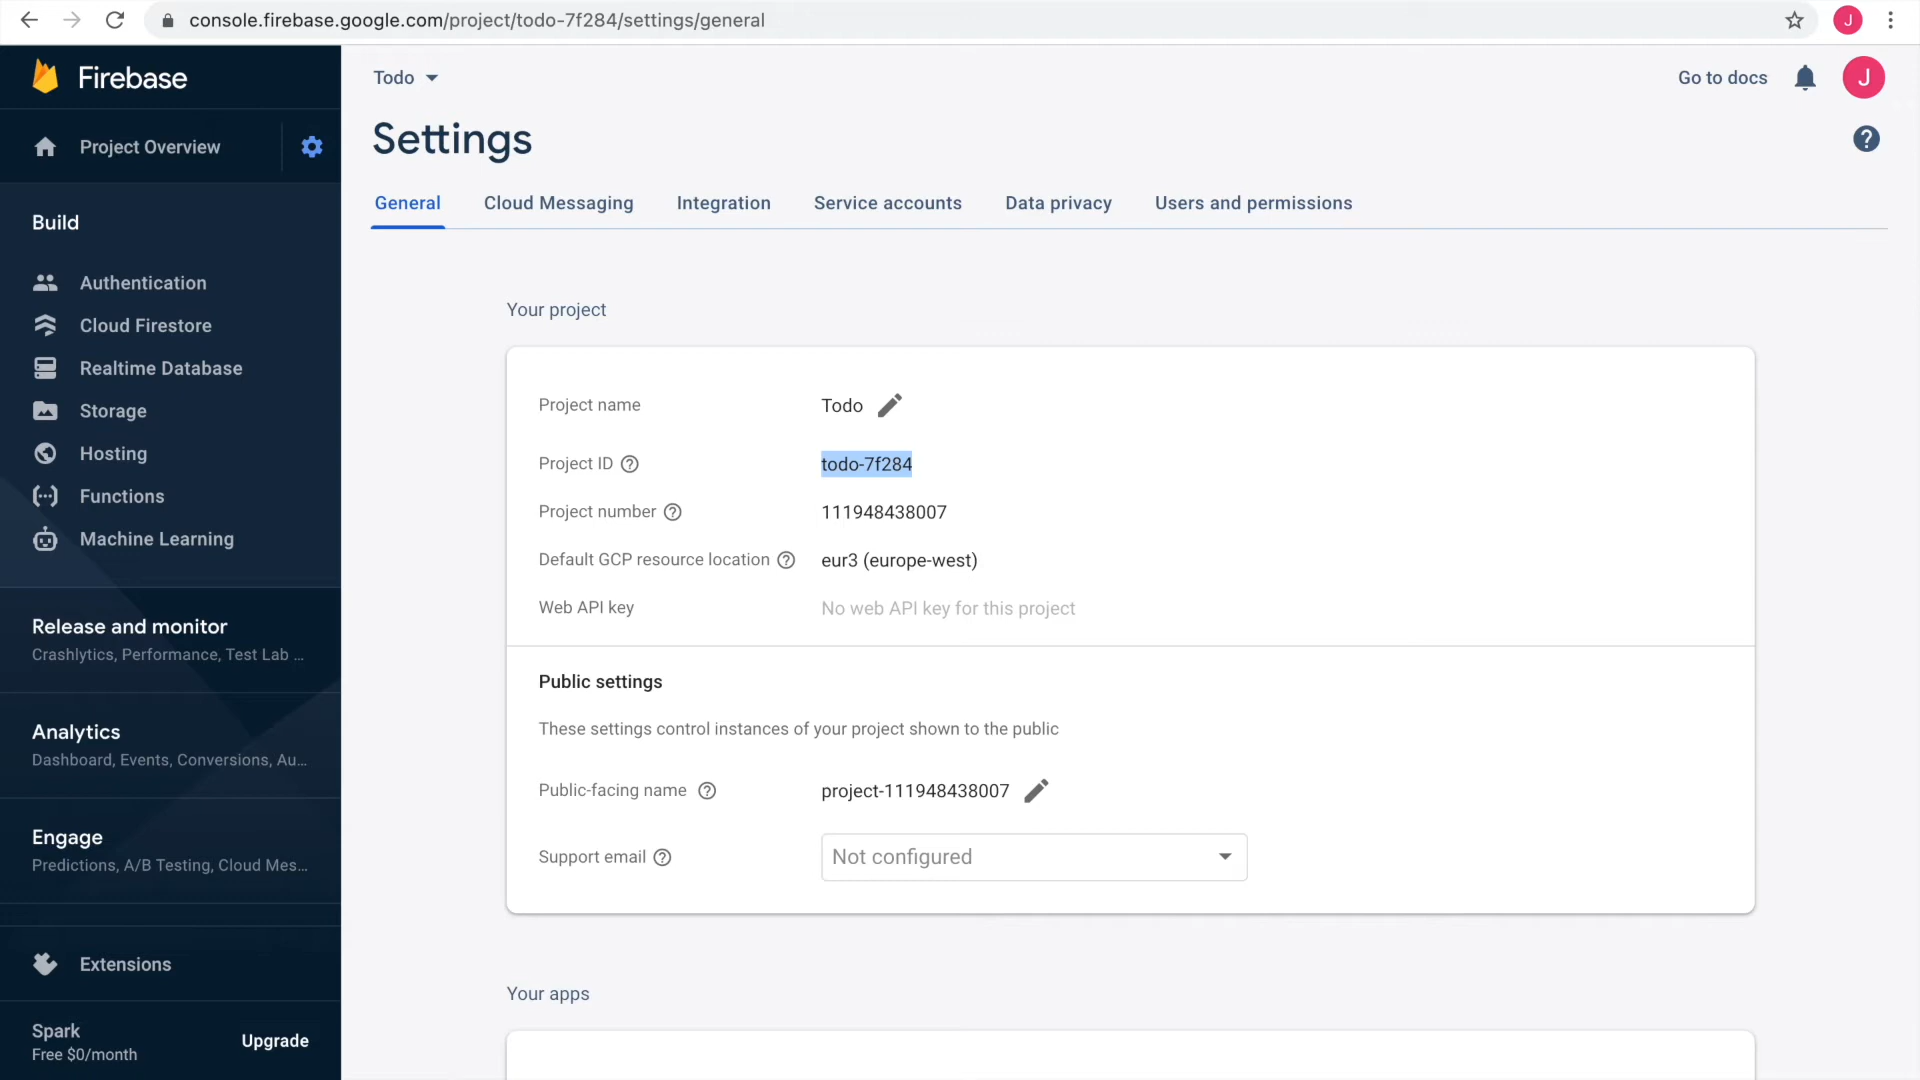 console.firebase.google.com/project/todo-7f284/settings/general
J
Firebase
Project Overview
Build
Authentication
Cloud Firestore
Realtime Database
Storage
Hosting
Functions
Machine Learning
Release and monitor
Crashlytics, Performance, Test Lab ...
Analytics
Dashboard, Events, Conversions, Au...
Engage
Predictions, A/B Testing, Cloud Mes...
Extensions
Spark
Free $0/month
Upgrade
Todo
Go to docs
J
Settings
?
General Cloud Messaging Integration Service accounts Data privacy Users and permissions
Your project
Project name Todo
Project ID ? todo-7f284
Project number ? 111948438007
Default GCP resource location ? eur3 (europe-west)
Web API key No web API key for this project
Public settings
These settings control instances of your project shown to the public
Public-facing name ? project-111948438007
Support email ? Not configured
Your apps